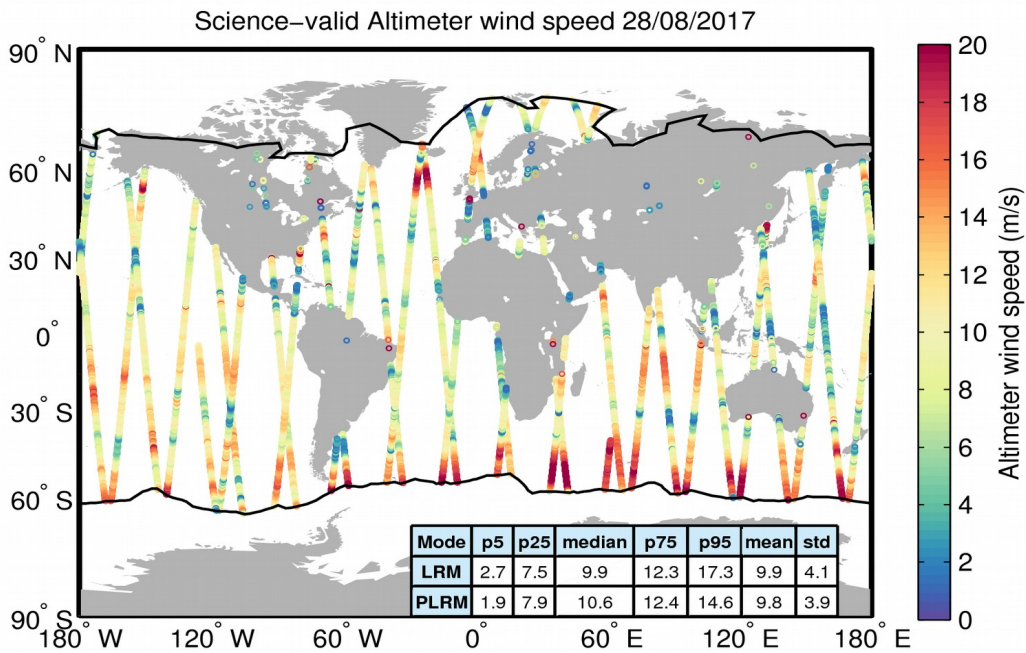 Science-valid Altimeter wind speed 28/08/2017
90° N
60° N
30° N
0°
30° S
60° S
90° S
180° W
120° W
60° W
0°
60° E
120° E
180° E
Mode p5 p25 median p75 p95 mean std
LRM 2.7 7.5 9.9 12.3 17.3 9.9 4.1
PLRM 1.9 7.9 10.6 12.4 14.6 9.8 3.9
20
18
16
14
12
10
8
6
4
2
0
Altimeter wind speed (m/s)